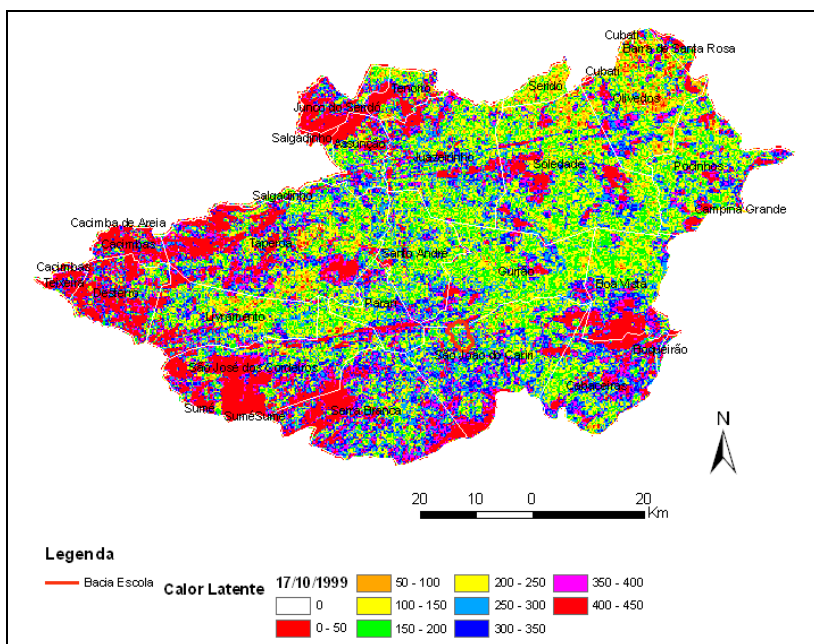 Cubati
Barra de Santa Rosa
Cubati
Seridó
Olivedos
Tenório
Junco do Seridó
Salgadinho
Assunção
Juazeirinho
Soledade
Pocinhos
Salgadinho
Campina Grande
Cacimba de Areia
Cacimbas
Taperoá
Santo André
Cacimbas
Gurjão
Teixeira
Boa Vista
Desterro
Parari
Livramento
São João do Cariri
Boqueirão
São José dos Cordeiros
Cabaceiras
Sumé
SuméSumé
Serra Branca
N
20 10 0 20
Km
Legenda
Bacia Escola
Calor Latente
17/10/1999
0
0 - 50
50 - 100
100 - 150
150 - 200
200 - 250
250 - 300
300 - 350
350 - 400
400 - 450